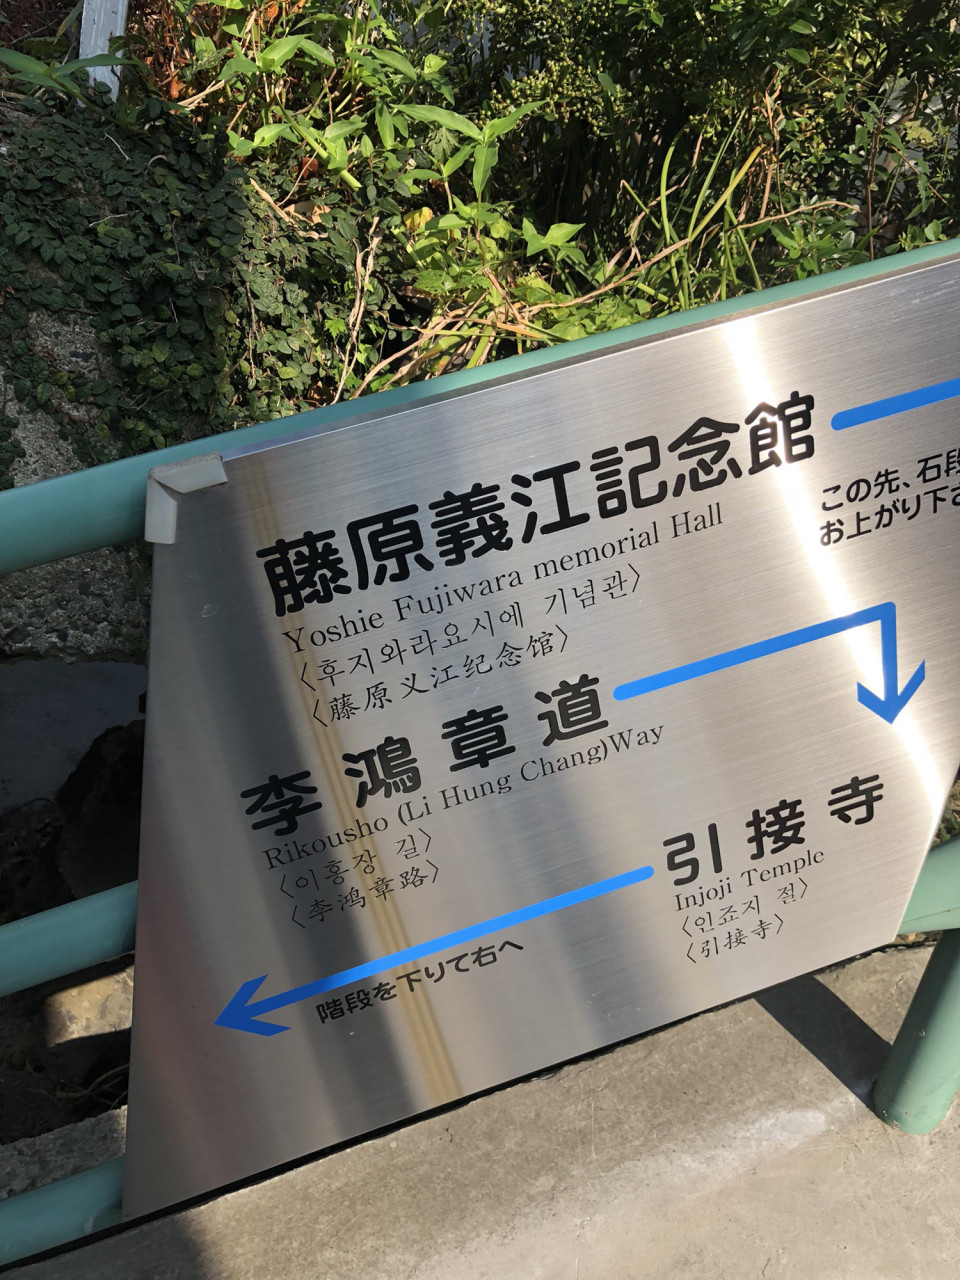 藤原義江記念館
Yoshie Fujiwara memorial Hall
〈후지와라요시에 기념관〉
〈藤原义江纪念馆〉
この先、石段
お上がり下さ
李鴻章道
Rikousho (Li Hung Chang)Way
〈이홍장 길〉
〈李鸿章路〉
引接寺
Injoji Temple
〈인죠지 절〉
〈引接寺〉
階段を下りて右へ